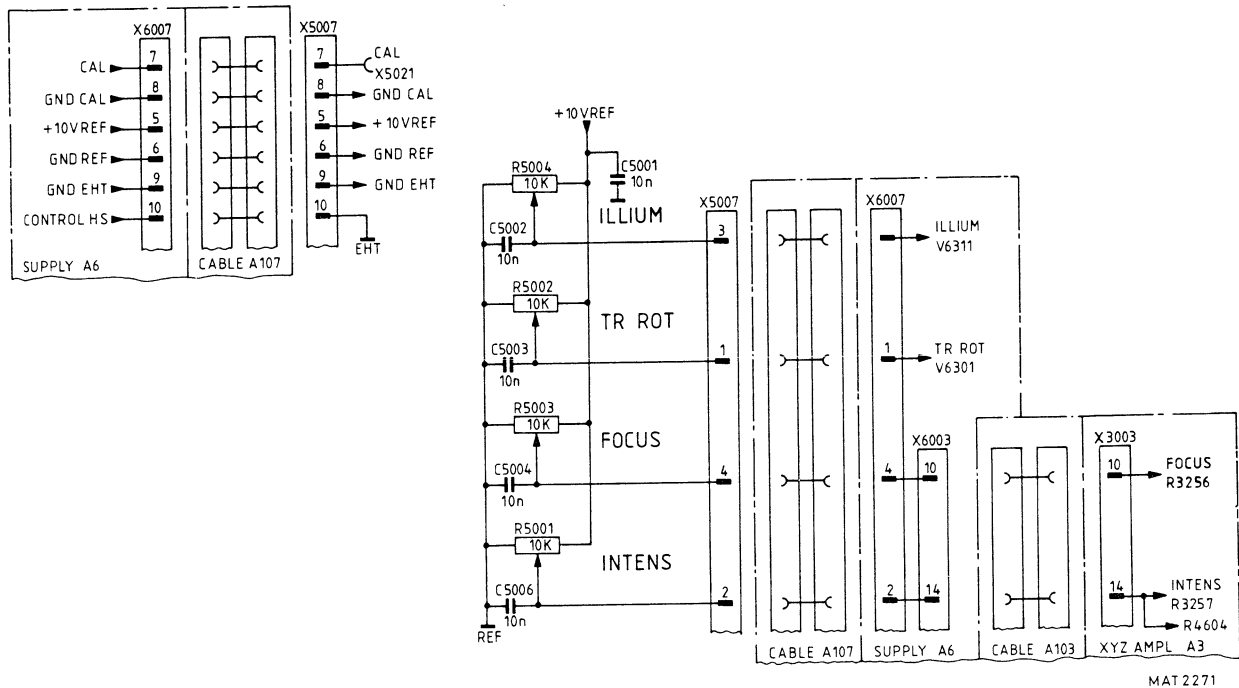 X6007
X5007
CAL
7
7
CAL
X5021
GND CAL
8
8
GND CAL
+10VREF
5
5
+10VREF
GND REF
6
6
GND REF
GND EHT
9
9
GND EHT
CONTROL HS
10
10
EHT
SUPPLY A6
CABLE A107
+10VREF
R5004
10K
C5001
10n
ILLIUM
C5002
10n
X5007
3
X6007
ILLIUM
V6311
R5002
10K
TR ROT
C5003
10n
1
1
TR ROT
V6301
R5003
10K
FOCUS
C5004
10n
4
4
X6003
10
X3003
10
FOCUS
R3256
R5001
10K
INTENS
C5006
10n
2
2
14
14
INTENS
R3257
R4604
REF
CABLE A107
SUPPLY A6
CABLE A103
XYZ AMPL A3
MAT 2271